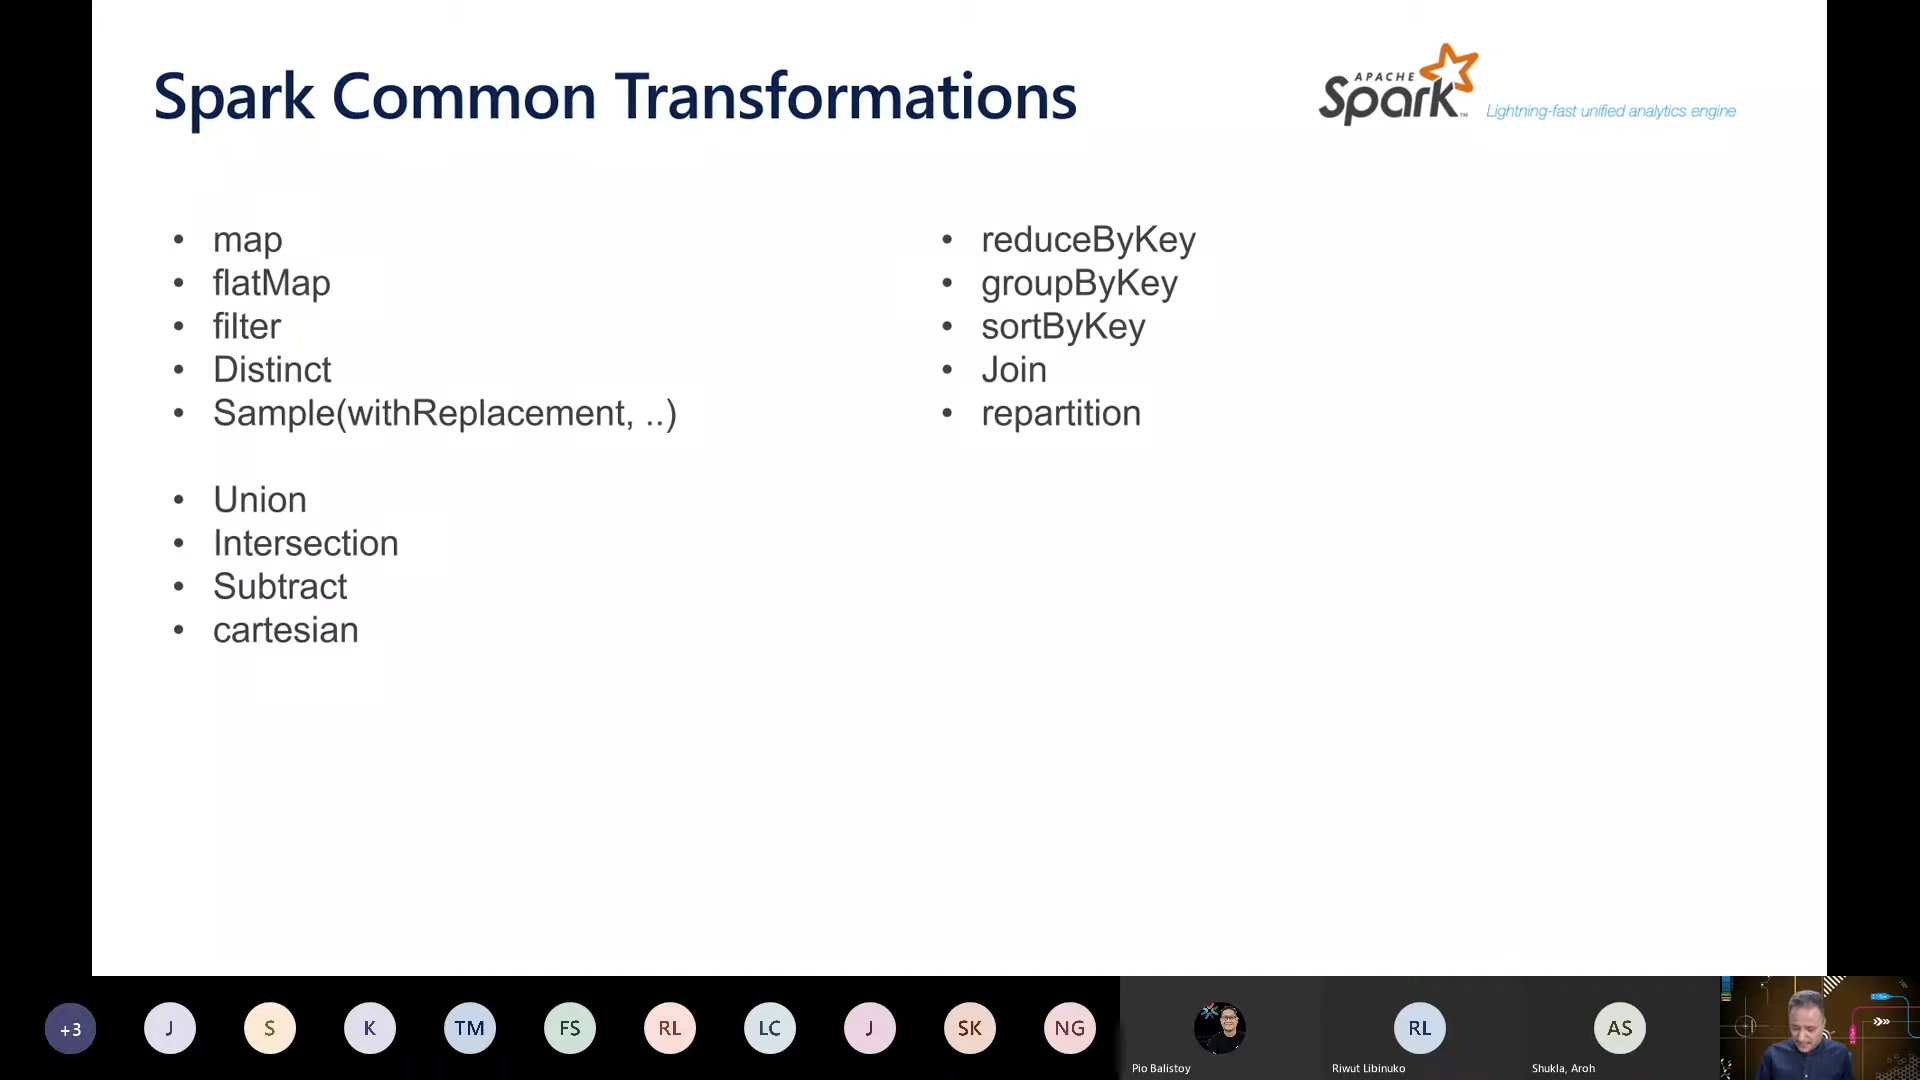 Spark Common Transformations
APACHE
Spark™
Lightning-fast unified analytics engine
• map
• flatMap
• filter
• Distinct
• Sample(withReplacement, ..)
• Union
• Intersection
• Subtract
• cartesian
• reduceByKey
• groupByKey
• sortByKey
• Join
• repartition
+3
J
S
K
TM
FS
RL
LC
J
SK
NG
Pio Balistoy
RL
Riwut Libinuko
AS
Shukla, Aroh